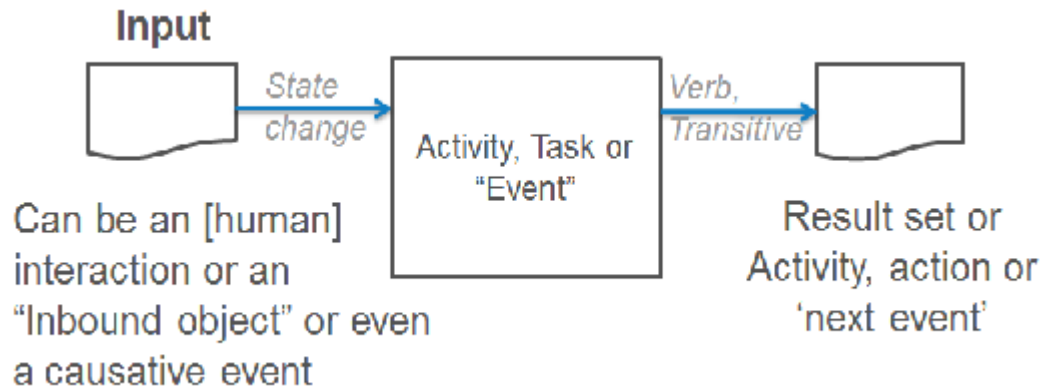 Input
State
change
Activity, Task or
“Event”
Verb,
Transitive
Can be an [human]
interaction or an
“Inbound object” or even
a causative event
Result set or
Activity, action or
‘next event’